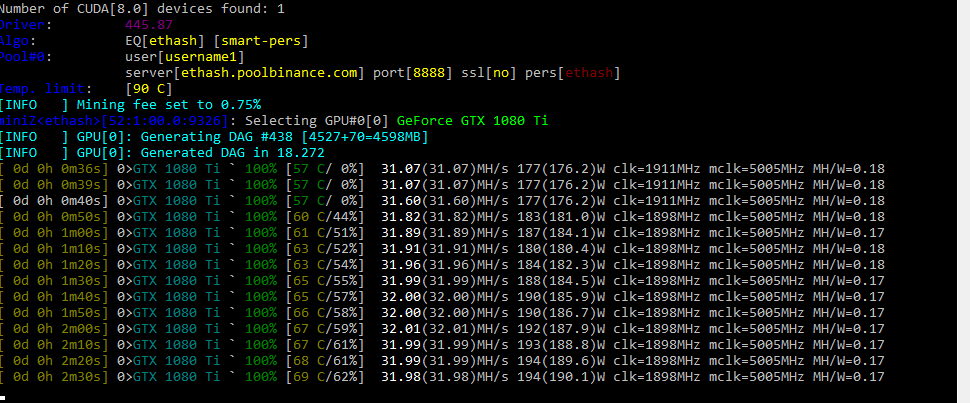 Number of CUDA[8.0] devices found: 1
Driver: 445.87
Algo: EQ[ethash] [smart-pers]
Pool#0: user[username1]
server[ethash.poolbinance.com] port[8888] ssl[no] pers[ethash]
Temp. limit: [90 C]
[INFO   ] Mining fee set to 0.75%
miniZ<ethash>[52:1:00.0:9326]: Selecting GPU#0[0] GeForce GTX 1080 Ti
[INFO   ] GPU[0]: Generating DAG #438 [4527+70=4598MB]
[INFO   ] GPU[0]: Generated DAG in 18.272
[ 0d 0h 0m36s] 0>GTX 1080 Ti ` 100% [57 C/ 0%]  31.07(31.07)MH/s 177(176.2)W clk=1911MHz mclk=5005MHz MH/W=0.18
[ 0d 0h 0m39s] 0>GTX 1080 Ti ` 100% [57 C/ 0%]  31.07(31.07)MH/s 177(176.2)W clk=1911MHz mclk=5005MHz MH/W=0.18
[ 0d 0h 0m40s] 0>GTX 1080 Ti ` 100% [57 C/ 0%]  31.60(31.60)MH/s 177(176.2)W clk=1911MHz mclk=5005MHz MH/W=0.18
[ 0d 0h 0m50s] 0>GTX 1080 Ti ` 100% [60 C/44%]  31.82(31.82)MH/s 183(181.0)W clk=1898MHz mclk=5005MHz MH/W=0.18
[ 0d 0h 1m00s] 0>GTX 1080 Ti ` 100% [61 C/51%]  31.89(31.89)MH/s 187(184.1)W clk=1898MHz mclk=5005MHz MH/W=0.17
[ 0d 0h 1m10s] 0>GTX 1080 Ti ` 100% [63 C/52%]  31.91(31.91)MH/s 180(180.4)W clk=1898MHz mclk=5005MHz MH/W=0.18
[ 0d 0h 1m20s] 0>GTX 1080 Ti ` 100% [63 C/54%]  31.96(31.96)MH/s 184(182.3)W clk=1898MHz mclk=5005MHz MH/W=0.18
[ 0d 0h 1m30s] 0>GTX 1080 Ti ` 100% [65 C/55%]  31.99(31.99)MH/s 188(184.5)W clk=1898MHz mclk=5005MHz MH/W=0.17
[ 0d 0h 1m40s] 0>GTX 1080 Ti ` 100% [65 C/57%]  32.00(32.00)MH/s 190(185.9)W clk=1898MHz mclk=5005MHz MH/W=0.17
[ 0d 0h 1m50s] 0>GTX 1080 Ti ` 100% [66 C/58%]  32.00(32.00)MH/s 190(186.7)W clk=1898MHz mclk=5005MHz MH/W=0.17
[ 0d 0h 2m00s] 0>GTX 1080 Ti ` 100% [67 C/59%]  32.01(32.01)MH/s 192(187.9)W clk=1898MHz mclk=5005MHz MH/W=0.17
[ 0d 0h 2m10s] 0>GTX 1080 Ti ` 100% [67 C/61%]  31.99(31.99)MH/s 193(188.8)W clk=1898MHz mclk=5005MHz MH/W=0.17
[ 0d 0h 2m20s] 0>GTX 1080 Ti ` 100% [68 C/61%]  31.99(31.99)MH/s 194(189.6)W clk=1898MHz mclk=5005MHz MH/W=0.17
[ 0d 0h 2m30s] 0>GTX 1080 Ti ` 100% [69 C/62%]  31.98(31.98)MH/s 194(190.1)W clk=1898MHz mclk=5005MHz MH/W=0.17